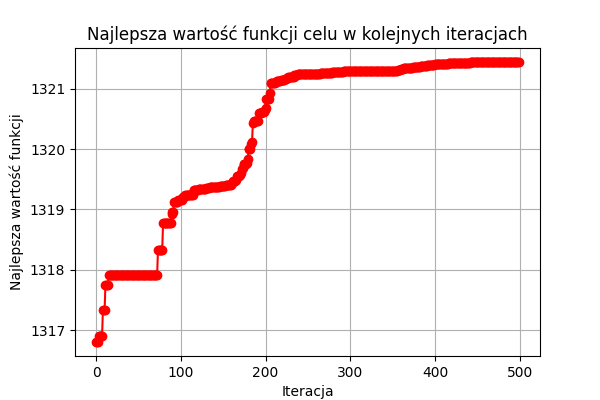 Najlepsza wartość funkcji celu w kolejnych iteracjach
Najlepsza wartość funkcji
1321
1320
1319
1318
1317
0 100 200 300 400 500
Iteracja